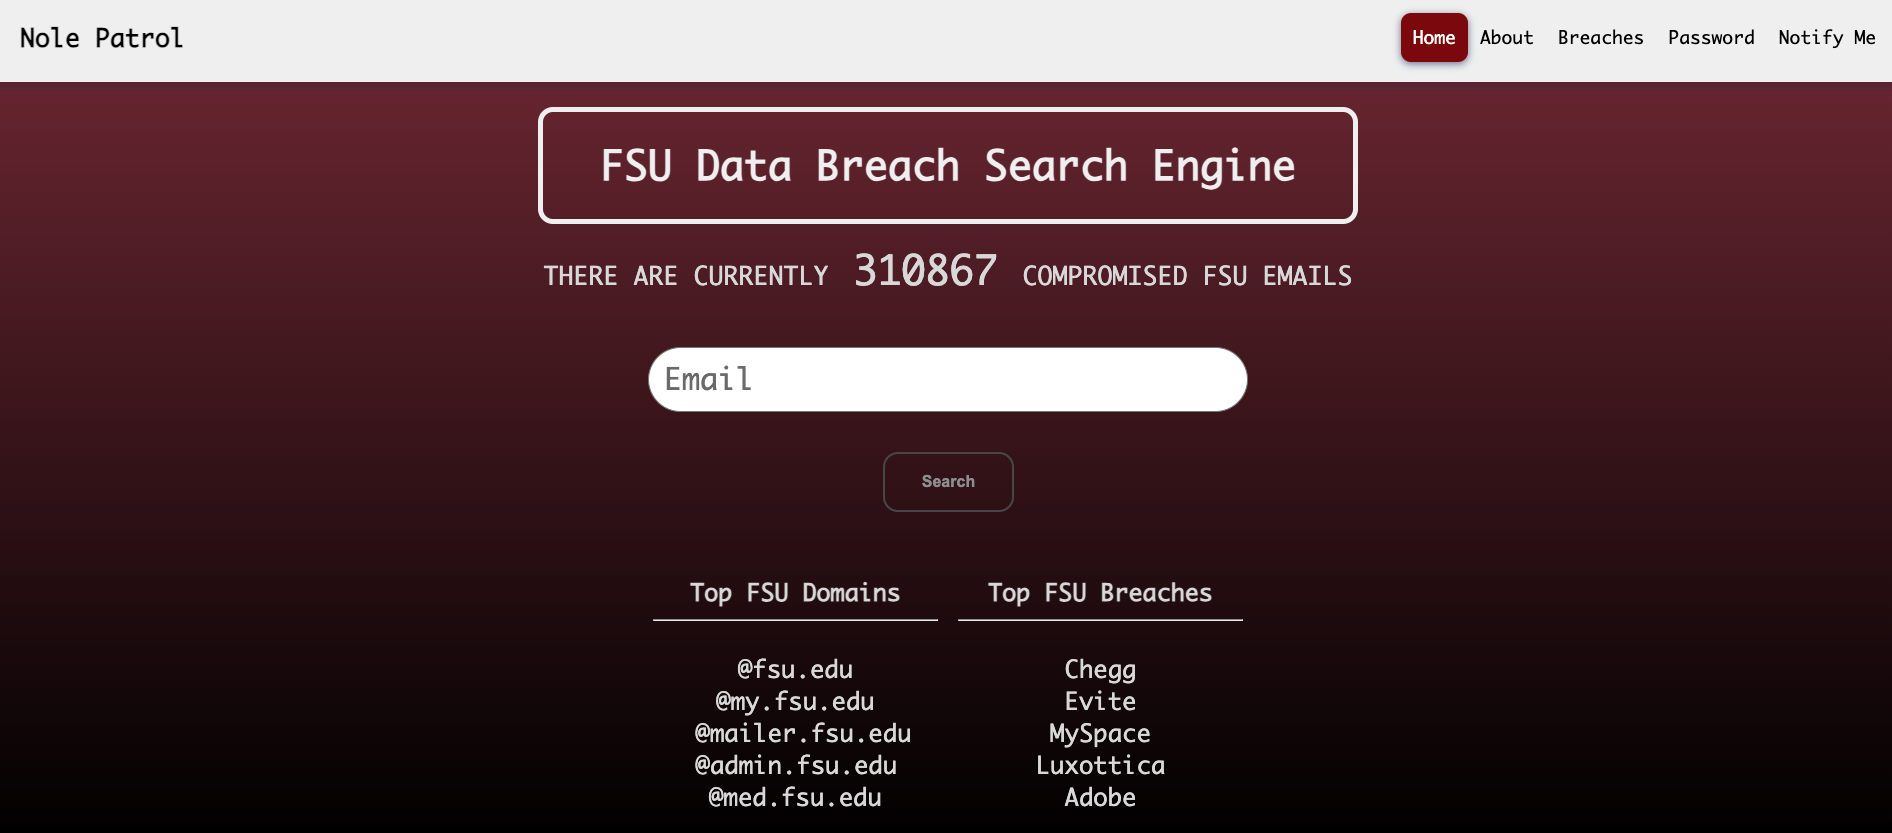 Nole Patrol
Home About Breaches Password Notify Me
FSU Data Breach Search Engine
THERE ARE CURRENTLY 310867 COMPROMISED FSU EMAILS
Email
Search
Top FSU Domains Top FSU Breaches
@fsu.edu Chegg
@my.fsu.edu Evite
@mailer.fsu.edu MySpace
@admin.fsu.edu Luxottica
@med.fsu.edu Adobe